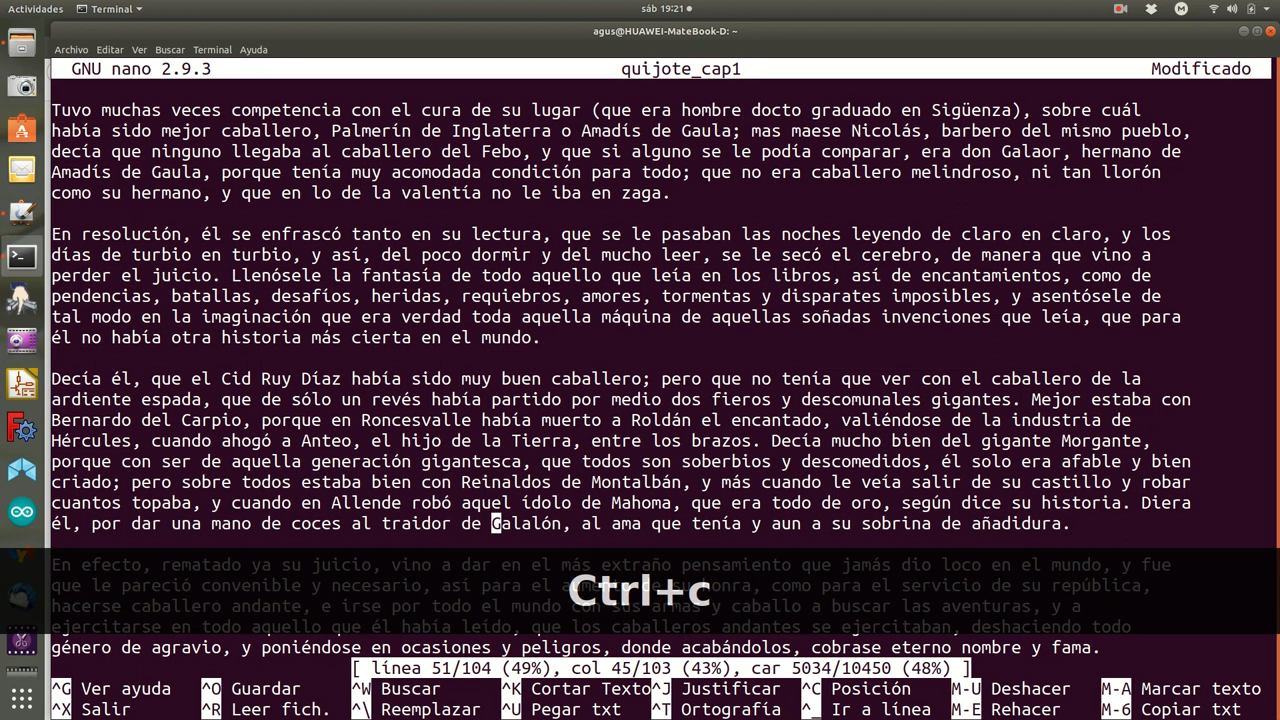 Actividades Terminal sáb 19:21
agus@HUAWEI-MateBook-D: ~
Archivo Editar Ver Buscar Terminal Ayuda
GNU nano 2.9.3 quijote_cap1 Modificado
Tuvo muchas veces competencia con el cura de su lugar (que era hombre docto graduado en Sigüenza), sobre cuál
había sido mejor caballero, Palmerín de Inglaterra o Amadís de Gaula; mas maese Nicolás, barbero del mismo pueblo,
decía que ninguno llegaba al caballero del Febo, y que si alguno se le podía comparar, era don Galaor, hermano de
Amadís de Gaula, porque tenía muy acomodada condición para todo; que no era caballero melindroso, ni tan llorón
como su hermano, y que en lo de la valentía no le iba en zaga.
En resolución, él se enfrascó tanto en su lectura, que se le pasaban las noches leyendo de claro en claro, y los
días de turbio en turbio, y así, del poco dormir y del mucho leer, se le secó el cerebro, de manera que vino a
perder el juicio. Llenósele la fantasía de todo aquello que leía en los libros, así de encantamientos, como de
pendencias, batallas, desafíos, heridas, requiebros, amores, tormentas y disparates imposibles, y asentósele de
tal modo en la imaginación que era verdad toda aquella máquina de aquellas soñadas invenciones que leía, que para
él no había otra historia más cierta en el mundo.
Decía él, que el Cid Ruy Díaz había sido muy buen caballero; pero que no tenía que ver con el caballero de la
ardiente espada, que de sólo un revés había partido por medio dos fieros y descomunales gigantes. Mejor estaba con
Bernardo del Carpio, porque en Roncesvalle había muerto a Roldán el encantado, valiéndose de la industria de
Hércules, cuando ahogó a Anteo, el hijo de la Tierra, entre los brazos. Decía mucho bien del gigante Morgante,
porque con ser de aquella generación gigantesca, que todos son soberbios y descomedidos, él solo era afable y bien
criado; pero sobre todos estaba bien con Reinaldos de Montalbán, y más cuando le veía salir de su castillo y robar
cuantos topaba, y cuando en Allende robó aquel ídolo de Mahoma, que era todo de oro, según dice su historia. Diera
él, por dar una mano de coces al traidor de Galalón, al ama que tenía y aun a su sobrina de añadidura.
En efecto, rematado ya su juicio, vino a dar en el más extraño pensamiento que jamás dio loco en el mundo, y fue
que le pareció convenible y necesario, así para el de su honra, como para el servicio de su república,
Ctrl+c
hacerse caballero andante, e irse por todo el mundo con sus armas y caballo a buscar las aventuras, y a
ejercitarse en todo aquello que él había leído, que los caballeros andantes se ejercitaban, deshaciendo todo
género de agravio, y poniéndose en ocasiones y peligros, donde acabándolos, cobrase eterno nombre y fama.
[ línea 51/104 (49%), col 45/103 (43%), car 5034/10450 (48%) ]
^G Ver ayuda ^O Guardar ^W Buscar ^K Cortar Texto ^J Justificar ^C Posición M-U Deshacer M-A Marcar texto
^X Salir ^R Leer fich. ^\ Reemplazar ^U Pegar txt ^T Ortografía ^_ Ir a línea M-E Rehacer M-6 Copiar txt